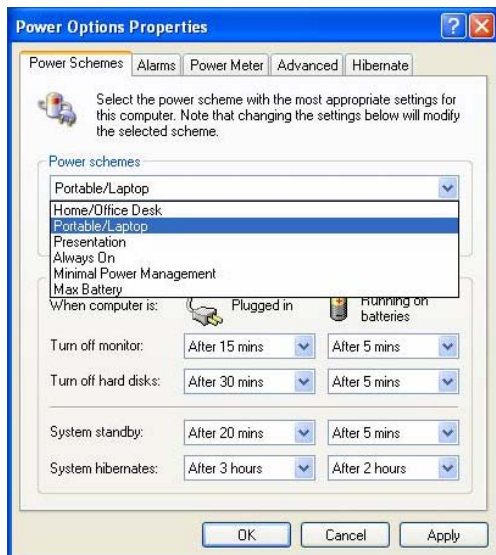 Power Options Properties
Power Schemes Alarms Power Meter Advanced Hibernate
Select the power scheme with the most appropriate settings for
this computer. Note that changing the settings below will modify
the selected scheme.
Power schemes
Portable/Laptop
Home/Office Desk
Portable/Laptop
Presentation
Always On
Minimal Power Management
Max Battery
When computer is: Plugged in Running on
batteries
Turn off monitor: After 15 mins After 5 mins
Turn off hard disks: After 30 mins After 5 mins
System standby: After 20 mins After 5 mins
System hibernates: After 3 hours After 2 hours
OK Cancel Apply